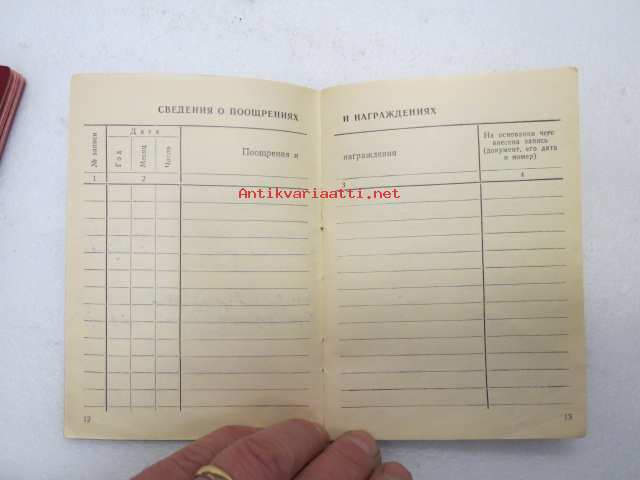 СВЕДЕНИЯ О ПООЩРЕНИЯХ И НАГРАЖДЕНИЯХ
№ записи
Дата
Год
Месяц
Число
Поощрения и награждения
На основании чего
внесена запись
(документ, его дата
и номер)
1
2
3
4
Antikvariaatti.net
12
13